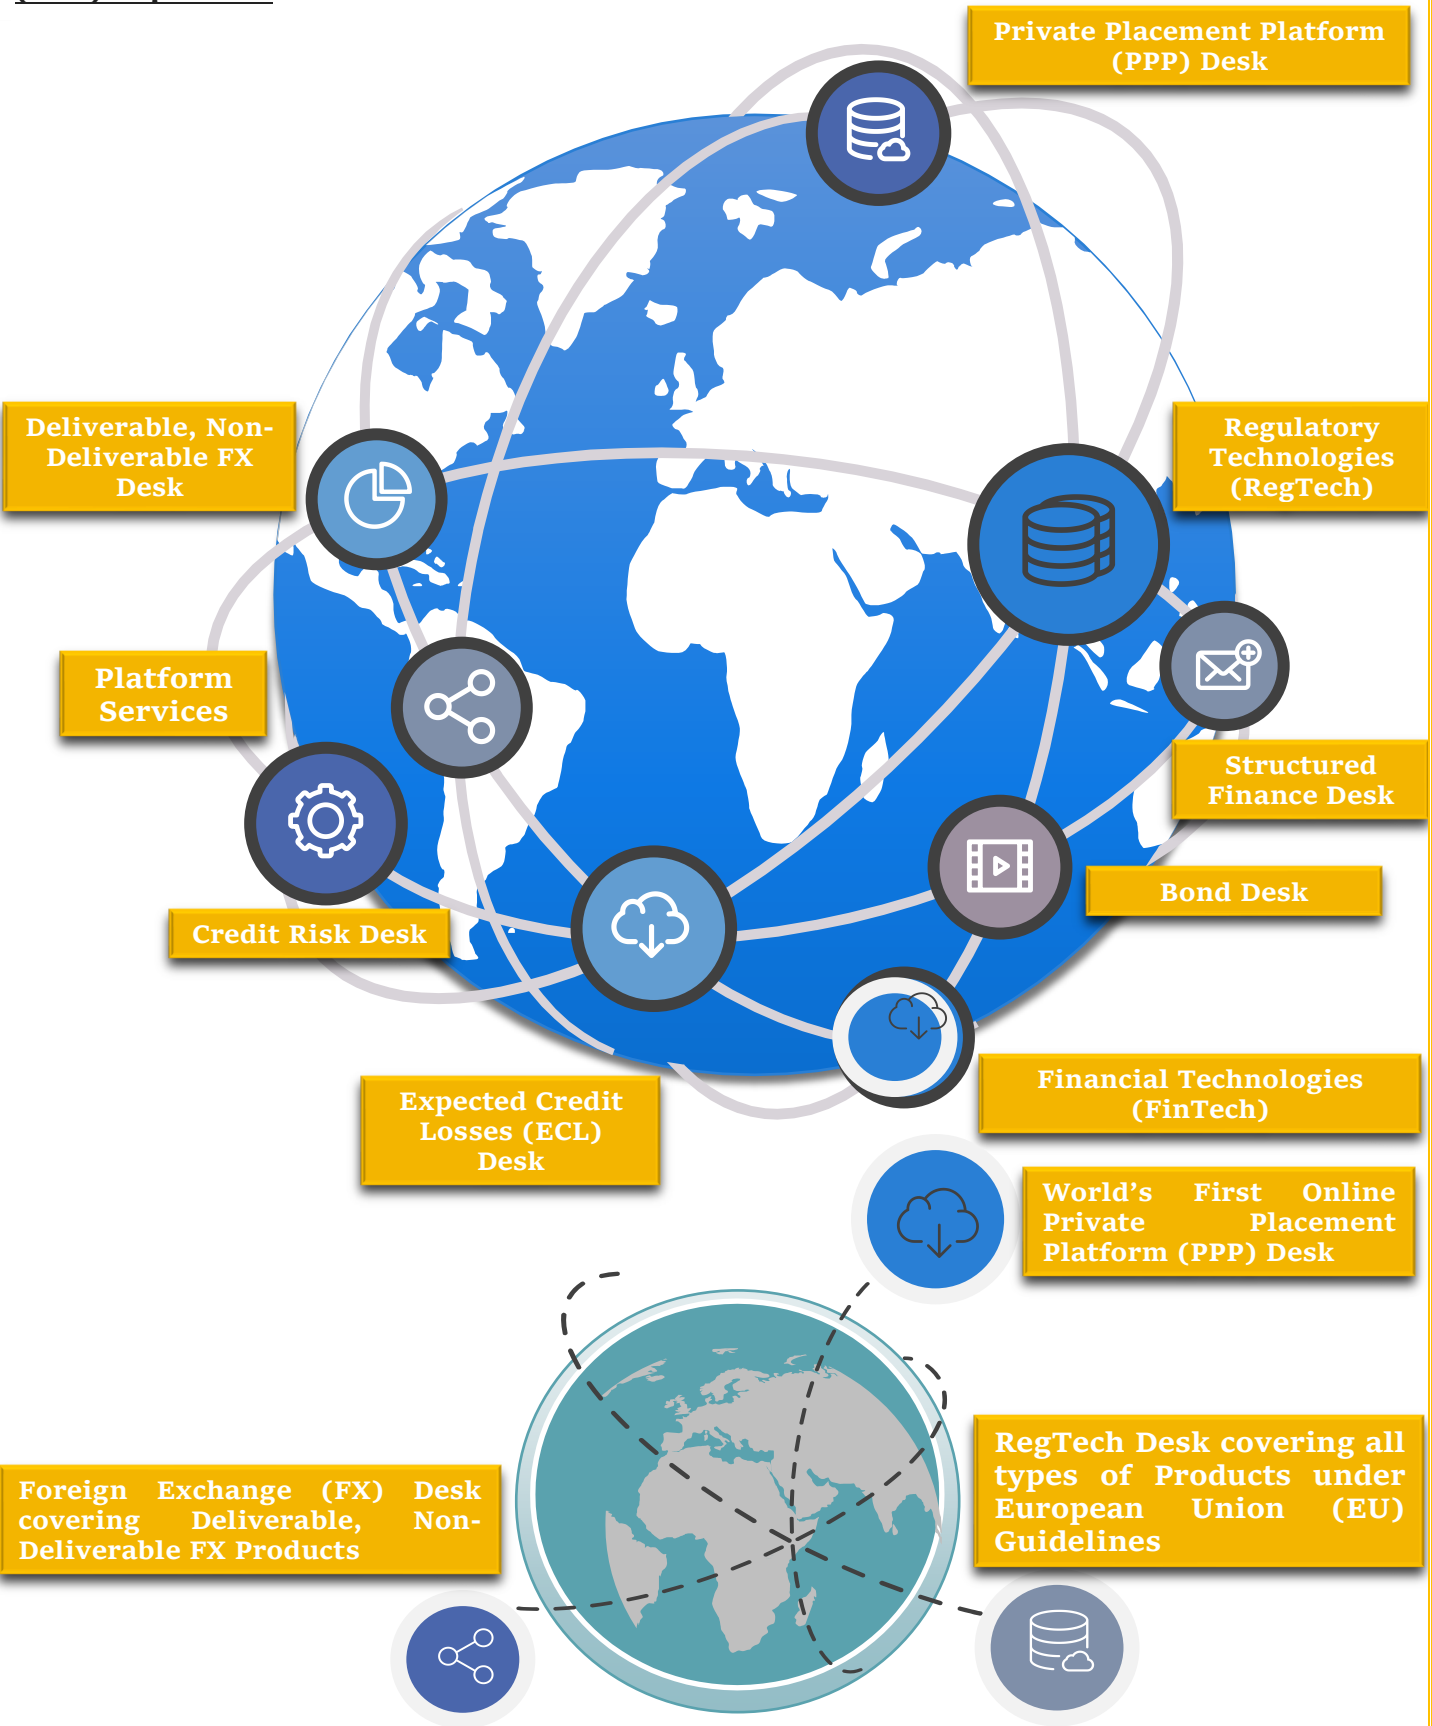 Private Placement Platform
(PPP) Desk
Deliverable, Non-
Deliverable FX
Desk
Regulatory
Technologies
(RegTech)
Platform
Services
Structured
Finance Desk
Bond Desk
Credit Risk Desk
Financial Technologies
(FinTech)
Expected Credit
Losses (ECL)
Desk
World’s First Online
Private Placement
Platform (PPP) Desk
RegTech Desk covering all
types of Products under
European Union (EU)
Guidelines
Foreign Exchange (FX) Desk
covering Deliverable, Non-
Deliverable FX Products